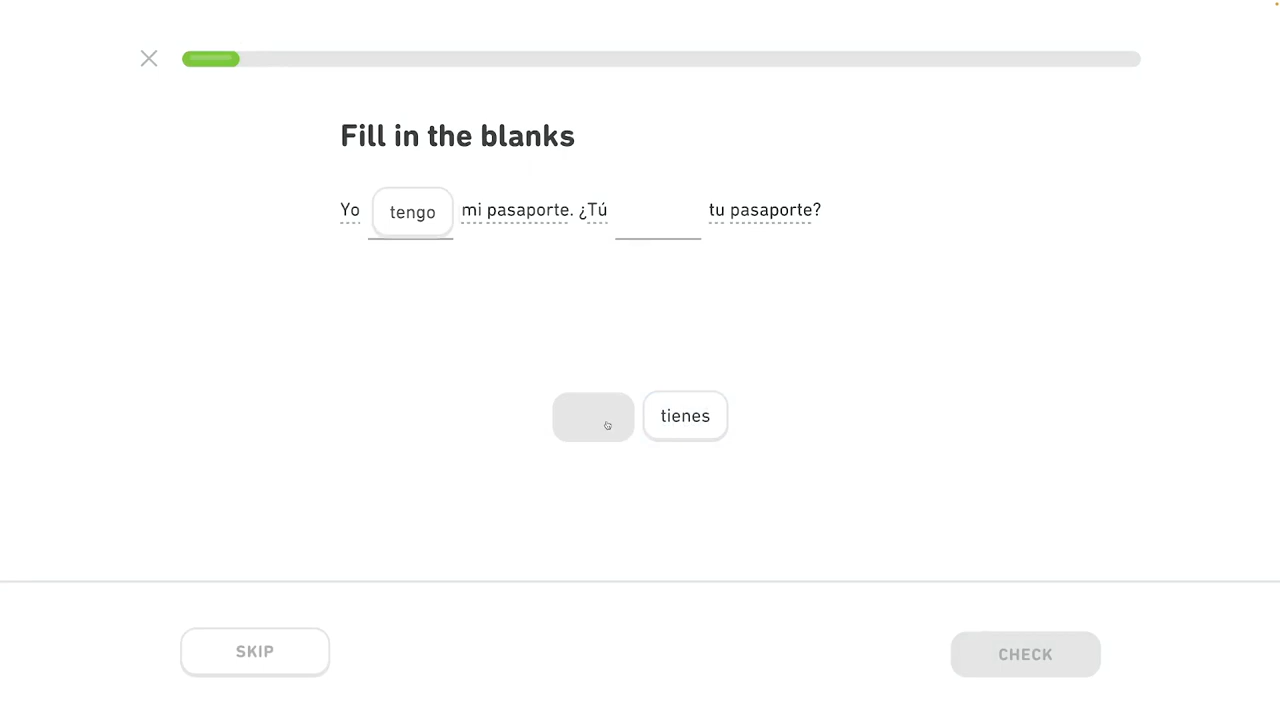 Fill in the blanks
Yo tengo mi pasaporte. ¿Tú tu pasaporte?
tienes
SKIP
CHECK